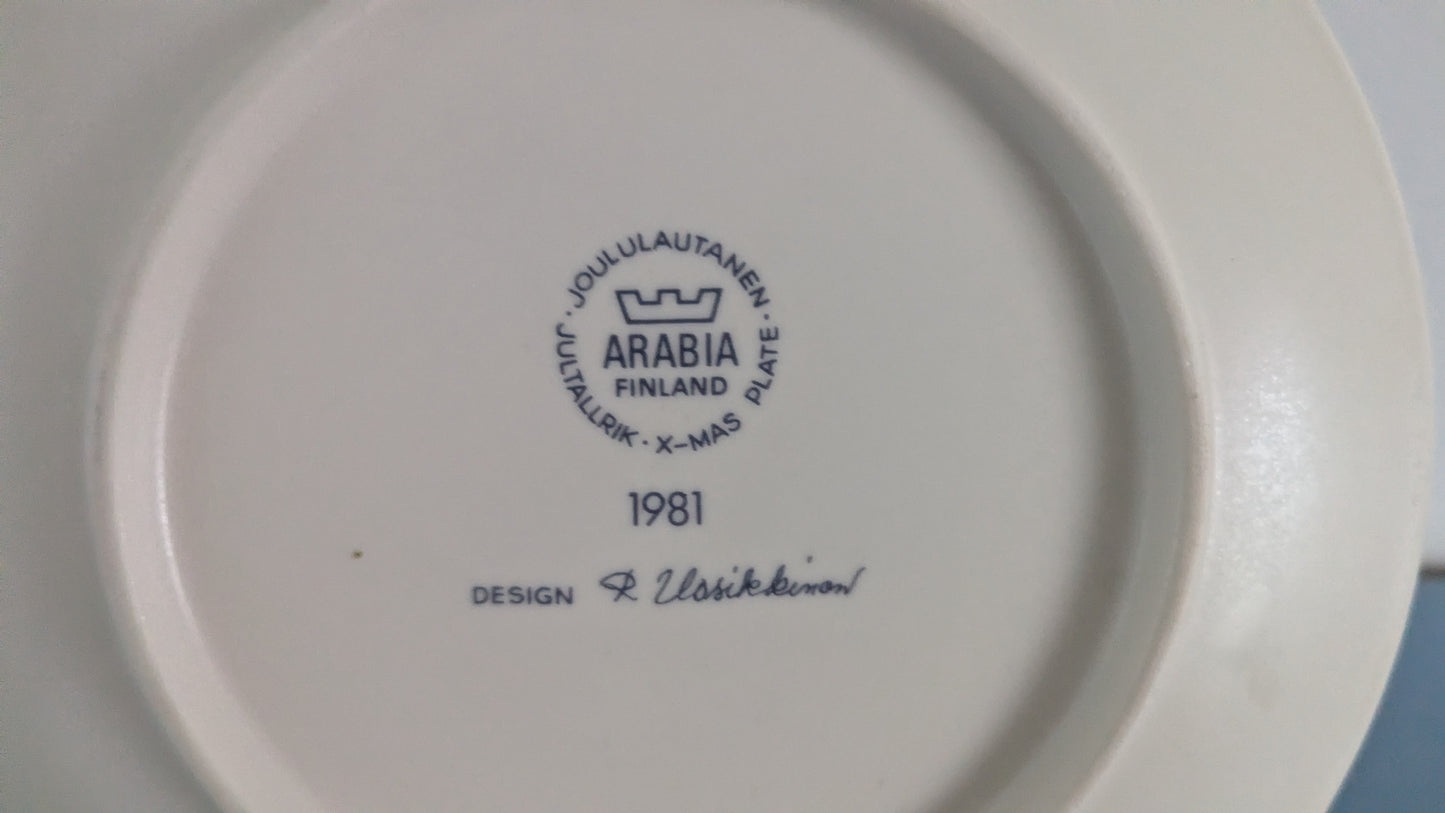 · JOULULAUTANEN · JULTALLRIK · X-MAS PLATE
ARABIA
FINLAND
1981
DESIGN R Uosikkinen